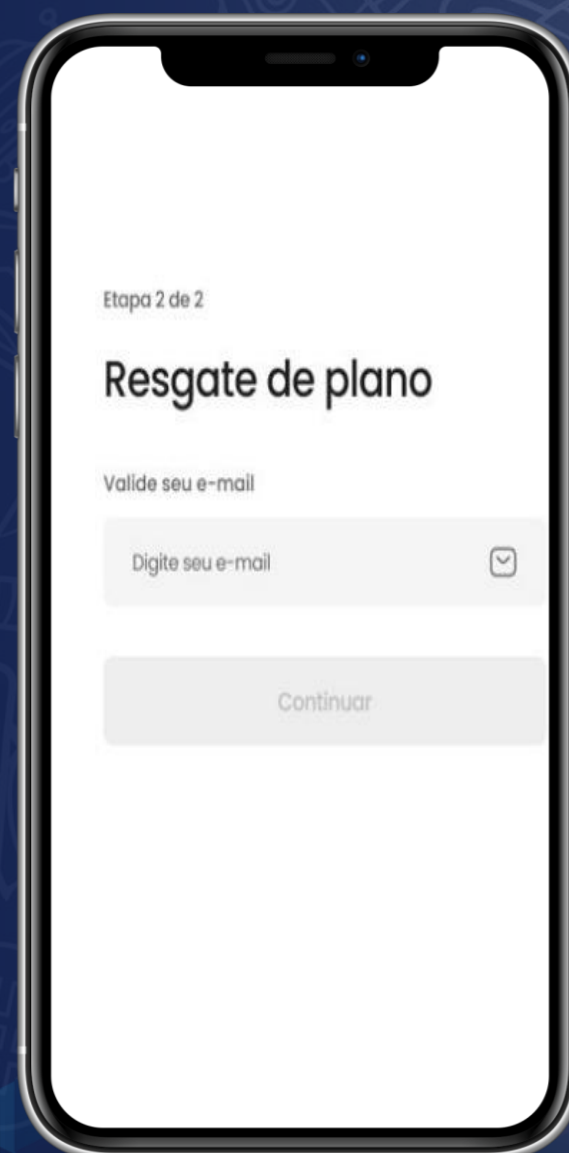 Etapa 2 de 2
Resgate de plano
Valide seu e-mail
Digite seu e-mail
Continuar